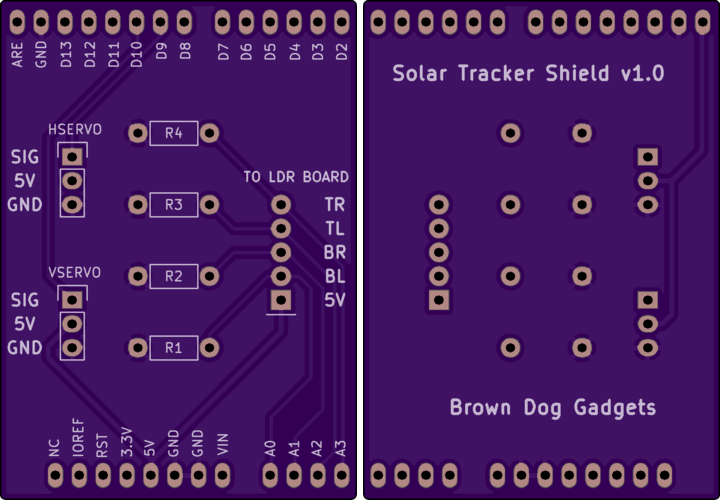 ARE GND D13 D12 D11 D10 D9 D8 D7 D6 D5 D4 D3 D2
HSERVO
SIG
5V
GND
R4
TO LDR BOARD
R3
TR
TL
BR
BL
5V
R2
VSERVO
SIG
5V
GND
R1
NC IOREF RST 3.3V 5V GND GND VIN A0 A1 A2 A3
Solar Tracker Shield v1.0
Brown Dog Gadgets